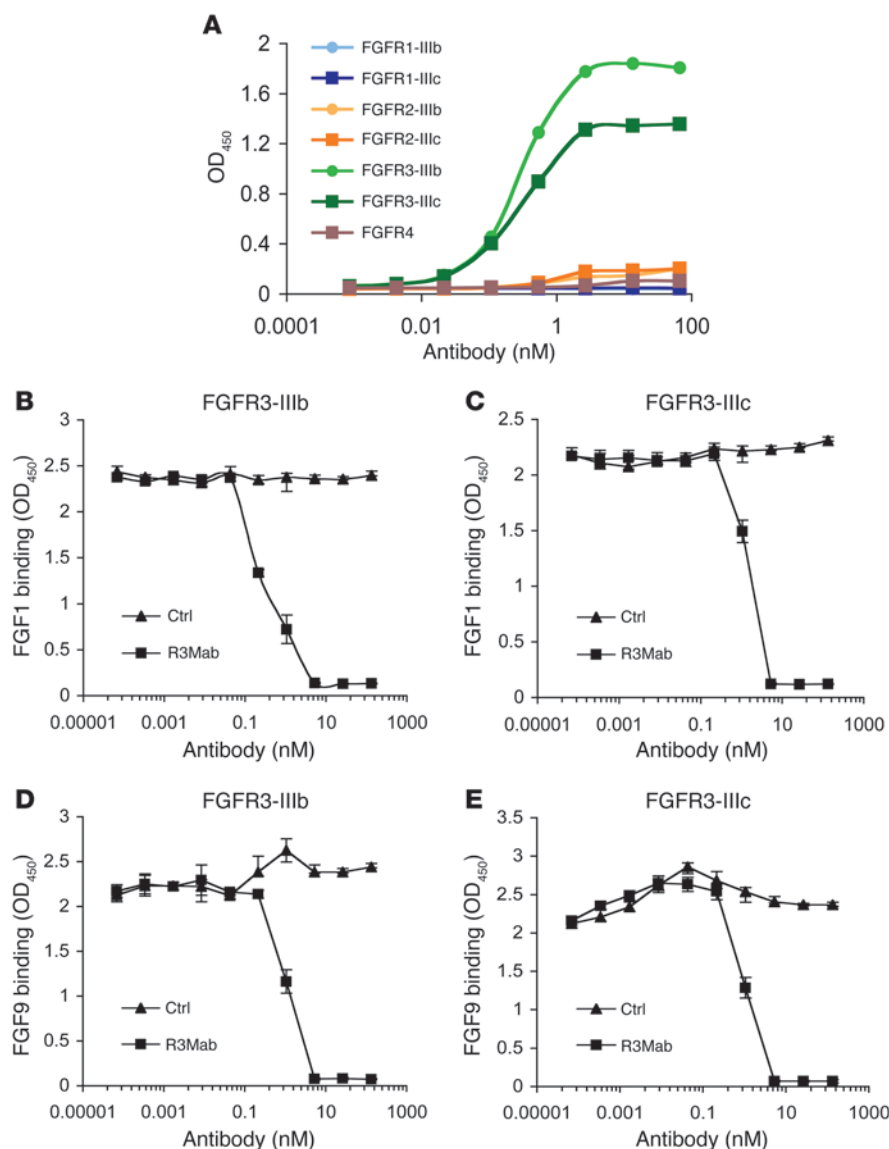 A
2
1.6
1.2
0.8
0.4
0
OD450
FGFR1-IIIb
FGFR1-IIIc
FGFR2-IIIb
FGFR2-IIIc
FGFR3-IIIb
FGFR3-IIIc
FGFR4
0.0001 0.01 1 100
Antibody (nM)
B FGFR3-IIIb
3
2.5
2
1.5
1
0.5
0
FGF1 binding (OD450)
Ctrl
R3Mab
0.00001 0.001 0.1 10 1000
Antibody (nM)
C FGFR3-IIIc
2.5
2
1.5
1
0.5
0
FGF1 binding (OD450)
Ctrl
R3Mab
0.00001 0.001 0.1 10 1000
Antibody (nM)
D FGFR3-IIIb
3
2.5
2
1.5
1
0.5
0
FGF9 binding (OD450)
Ctrl
R3Mab
0.00001 0.001 0.1 10 1000
Antibody (nM)
E FGFR3-IIIc
3.5
3
2.5
2
1.5
1
0.5
0
FGF9 binding (OD450)
Ctrl
R3Mab
0.00001 0.001 0.1 10 1000
Antibody (nM)